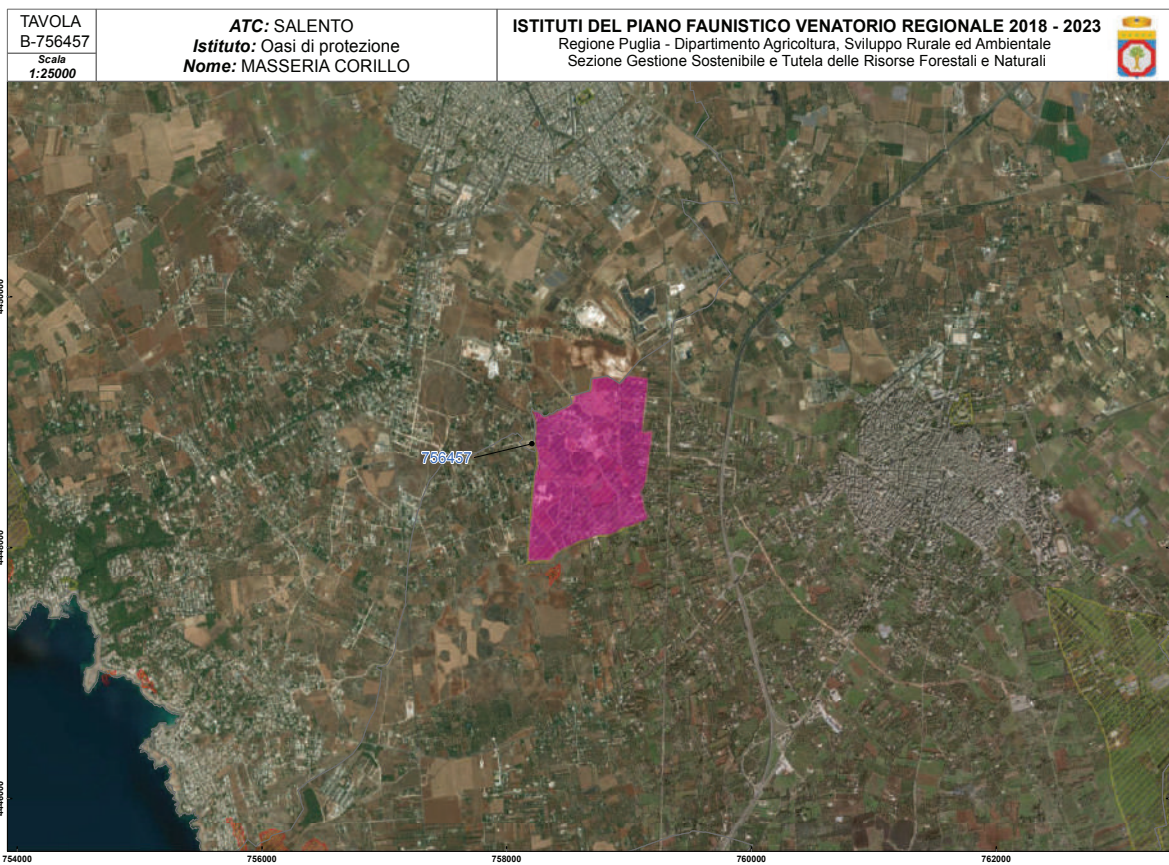 TAVOLA
B-756457
Scala
1:25000
ATC: SALENTO
Istituto: Oasi di protezione
Nome: MASSERIA CORILLO
ISTITUTI DEL PIANO FAUNISTICO VENATORIO REGIONALE 2018 - 2023
Regione Puglia - Dipartimento Agricoltura, Sviluppo Rurale ed Ambientale
Sezione Gestione Sostenibile e Tutela delle Risorse Forestali e Naturali
756457
4448000
754000
756000
758000
760000
762000